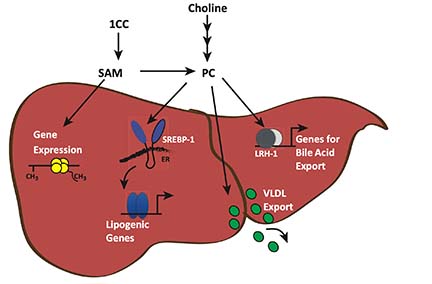 Choline
1CC
SAM
PC
Gene
Expression
CH3
CH3
SREBP-1
ER
Lipogenic
Genes
LRH-1
Genes for
Bile Acid
Export
VLDL
Export